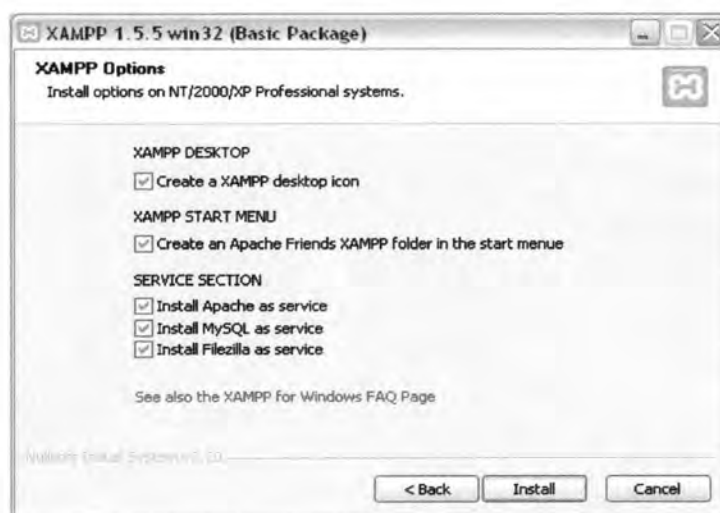 XAMPP 1.5.5 win32 (Basic Package)
XAMPP Options
Install options on NT/2000/XP Professional systems.
XAMPP DESKTOP
Create a XAMPP desktop icon
XAMPP START MENU
Create an Apache Friends XAMPP folder in the start menue
SERVICE SECTION
Install Apache as service
Install MySQL as service
Install Filezilla as service
See also the XAMPP for Windows FAQ Page
Install System
< Back Install Cancel